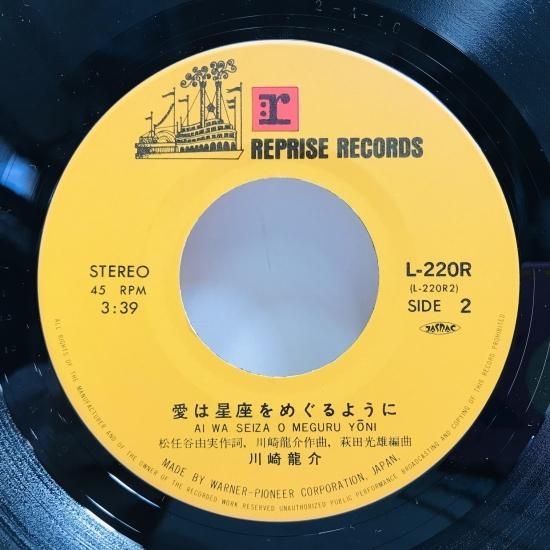 2-A-10
r
REPRISE RECORDS
STEREO
45 RPM
3:39
L-220R
(L-220R2)
SIDE 2
JASRAC
愛は星座をめぐるように
AI WA SEIZA O MEGURU YŌNI
松任谷由実作詞, 川崎龍介作曲, 萩田光雄編曲
川崎龍介
MADE BY WARNER-PIONEER CORPORATION, JAPAN.
ALL RIGHTS OF THE MANUFACTURER AND OF THE OWNER OF THE RECORDED WORK RESERVED UNAUTHORIZED PUBLIC PERFORMANCE BROADCASTING AND COPYING OF THIS RECORD PROHIBITED